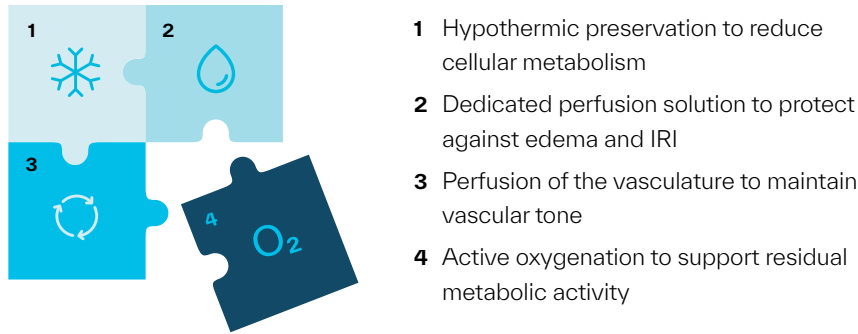 1
2
3
4
O2
1 Hypothermic preservation to reduce
cellular metabolism
2 Dedicated perfusion solution to protect
against edema and IRI
3 Perfusion of the vasculature to maintain
vascular tone
4 Active oxygenation to support residual
metabolic activity